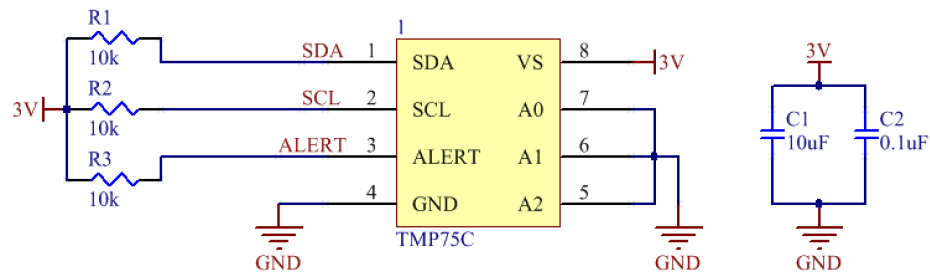 R1
10k
R2
10k
R3
10k
3V
SDA
SCL
ALERT
1
1 SDA
2 SCL
3 ALERT
4 GND
VS 8
A0 7
A1 6
A2 5
TMP75C
GND
3V
GND
3V
C1
10uF
C2
0.1uF
GND